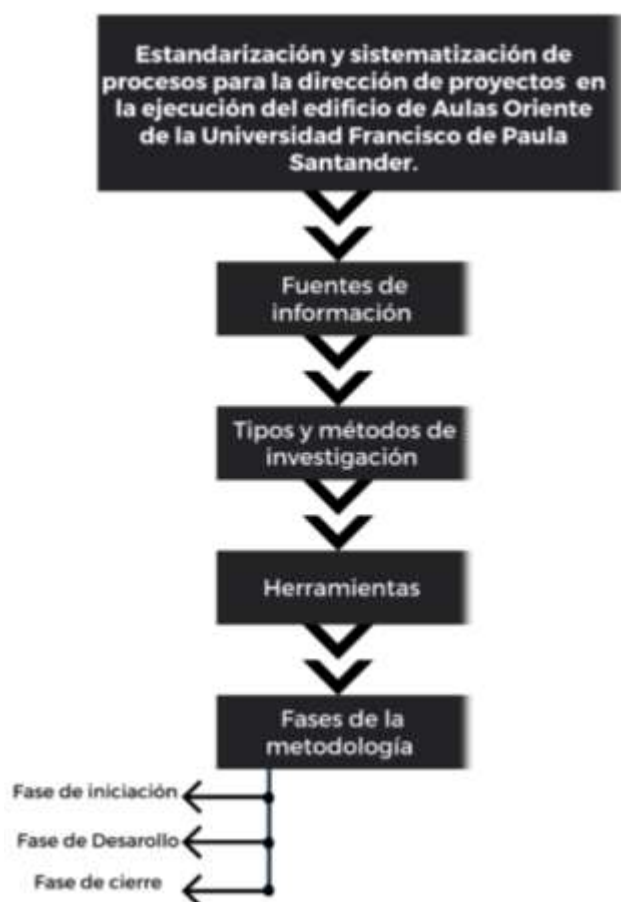 Estandarización y sistematización de
procesos para la dirección de proyectos en
la ejecución del edificio de Aulas Oriente
de la Universidad Francisco de Paula
Santander.
Fuentes de
información
Tipos y métodos de
investigación
Herramientas
Fases de la
metodología
Fase de iniciación
Fase de Desarollo
Fase de cierre